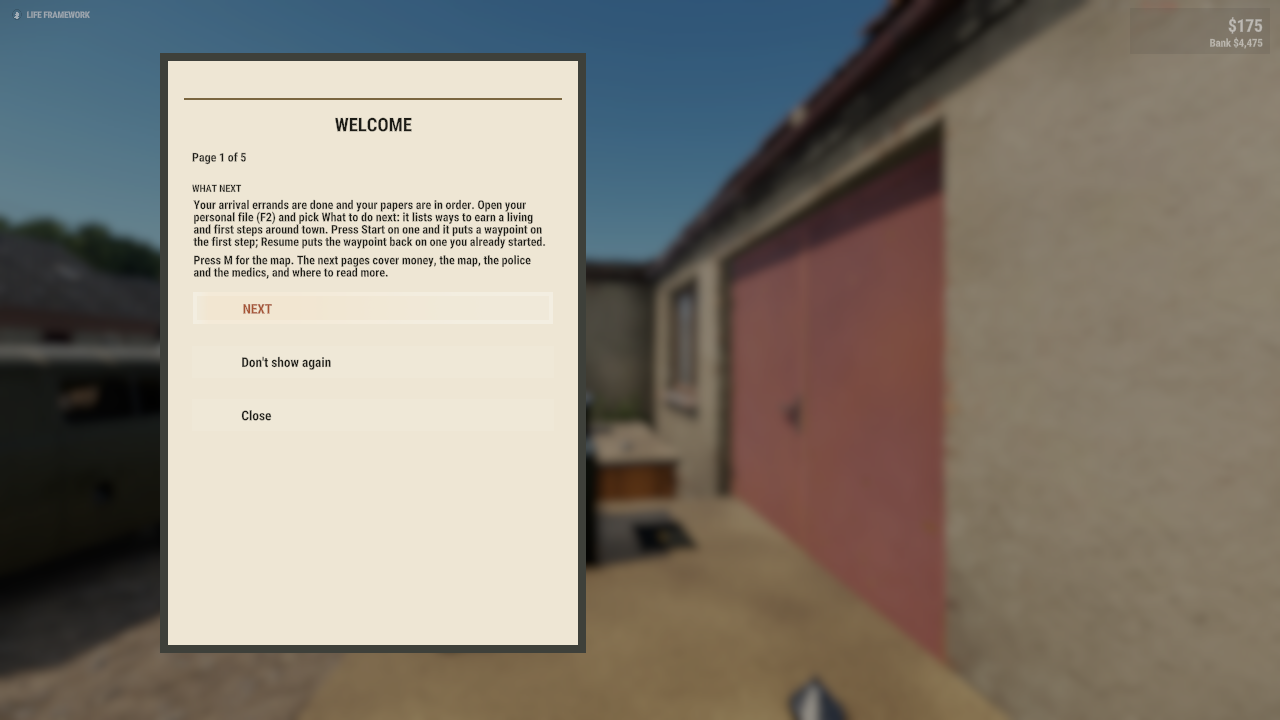 LIFE FRAMEWORK
$175
Bank $4,475
WELCOME
Page 1 of 5
WHAT NEXT
Your arrival errands are done and your papers are in order. Open your
personal file (F2) and pick What to do next: it lists ways to earn a living
and first steps around town. Press Start on one and it puts a waypoint on
the first step; Resume puts the waypoint back on one you already started.
Press M for the map. The next pages cover money, the map, the police
and the medics, and where to read more.
NEXT
Don't show again
Close